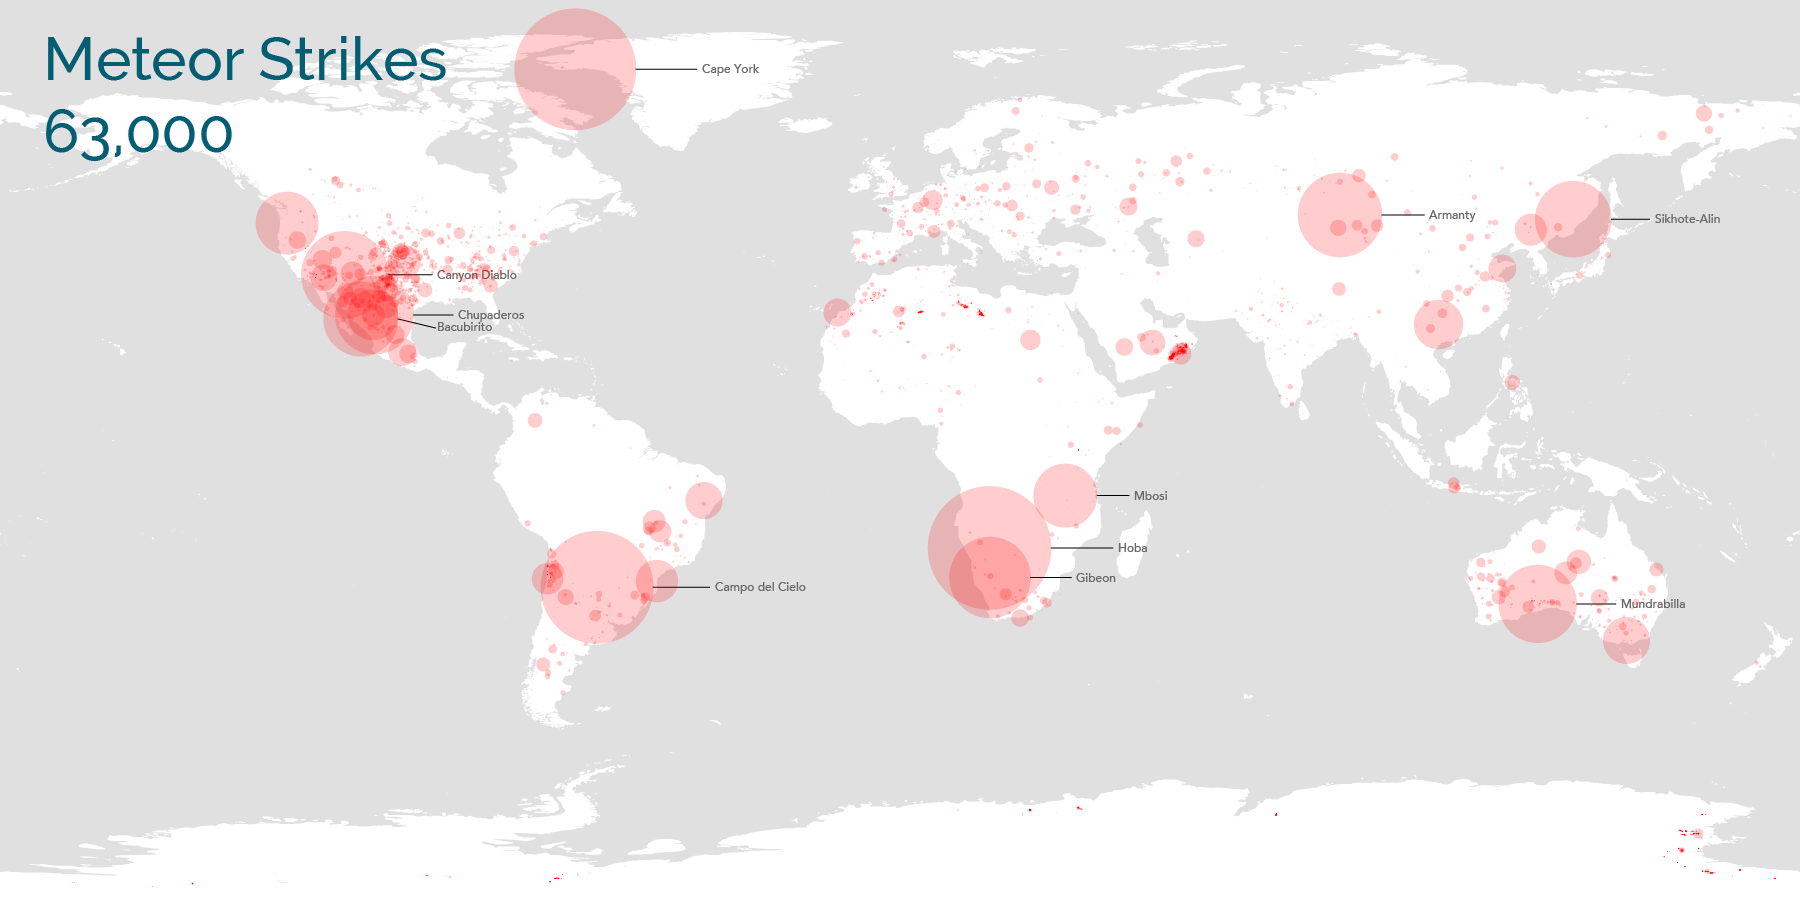 Meteor Strikes
63,000
Cape York
Armanty
Sikhote-Alin
Canyon Diablo
Chupaderos
Bacubirito
Mbosi
Hoba
Gibeon
Campo del Cielo
Mundrabilla